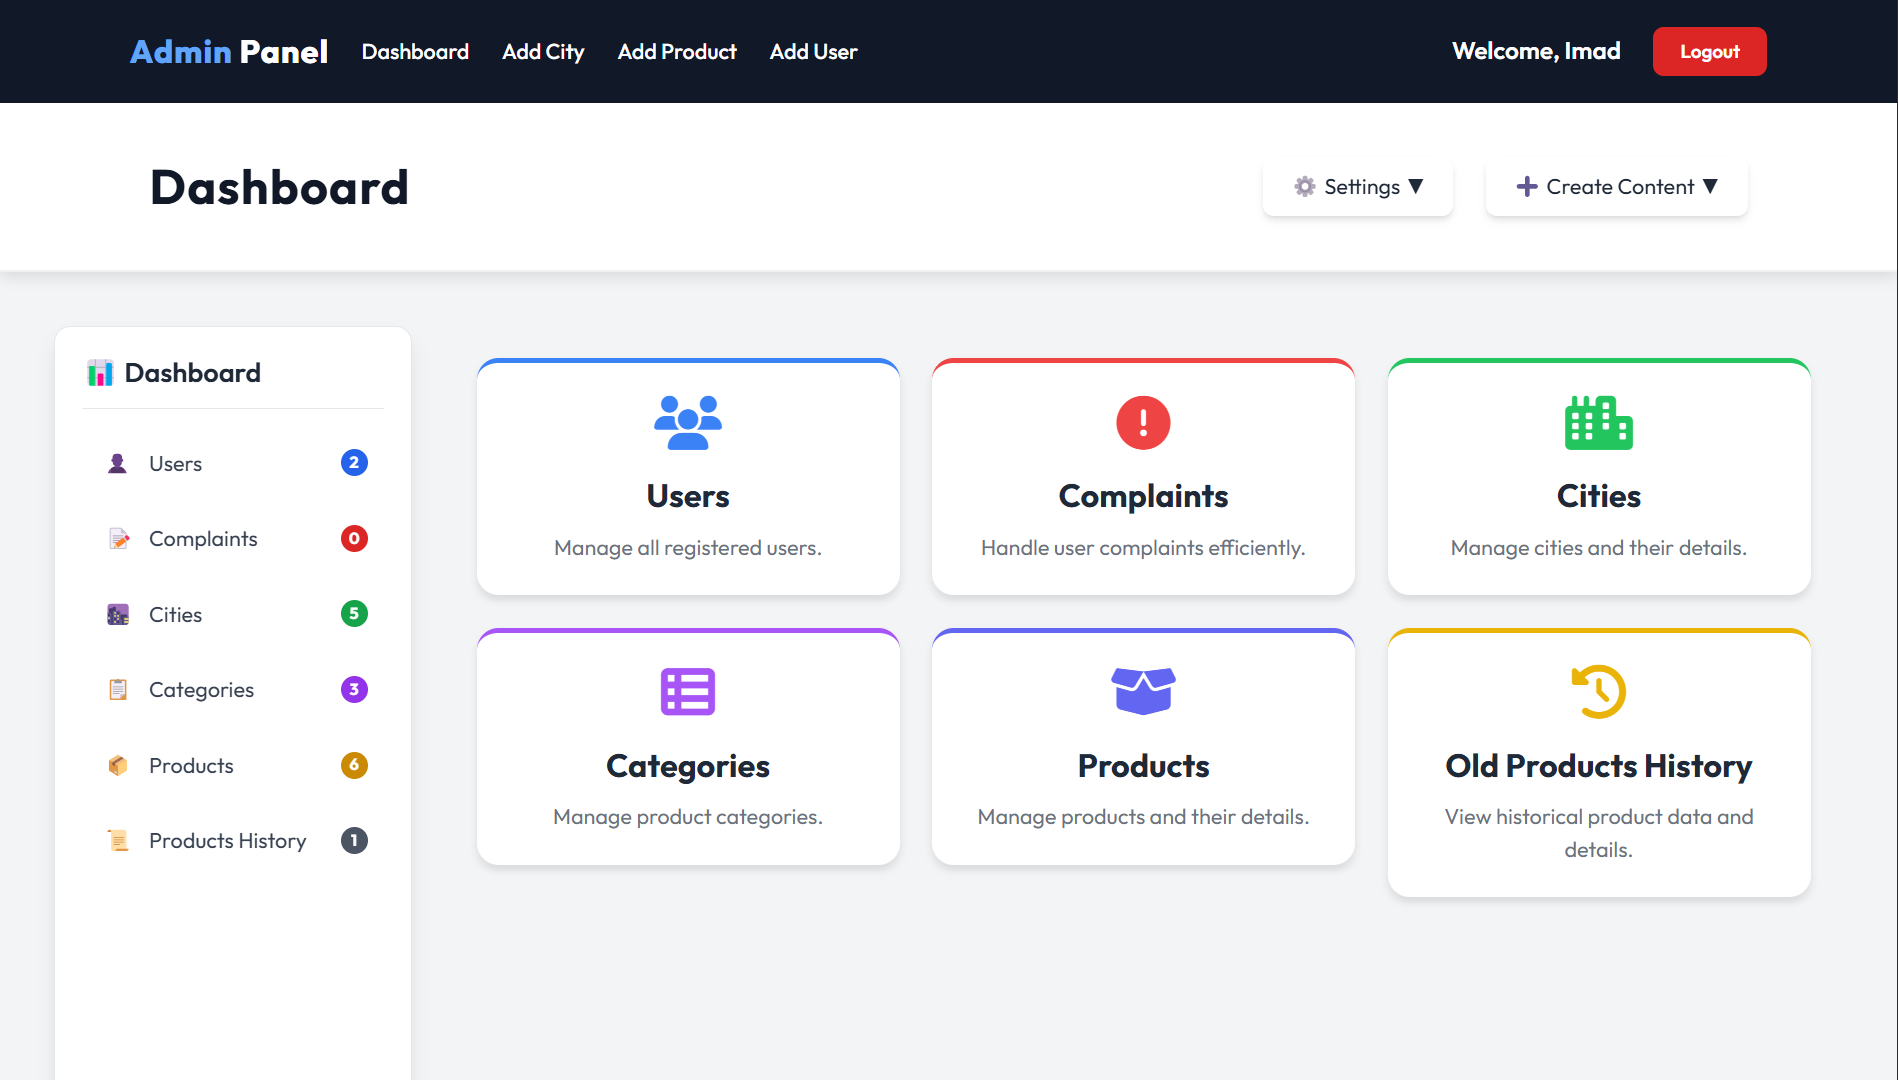 Admin Panel Dashboard Add City Add Product Add User Welcome, Imad Logout
Dashboard
Settings ▼ Create Content ▼
Dashboard
Users 2
Complaints 0
Cities 5
Categories 3
Products 6
Products History 1
Users
Manage all registered users.
Complaints
Handle user complaints efficiently.
Cities
Manage cities and their details.
Categories
Manage product categories.
Products
Manage products and their details.
Old Products History
View historical product data and
details.